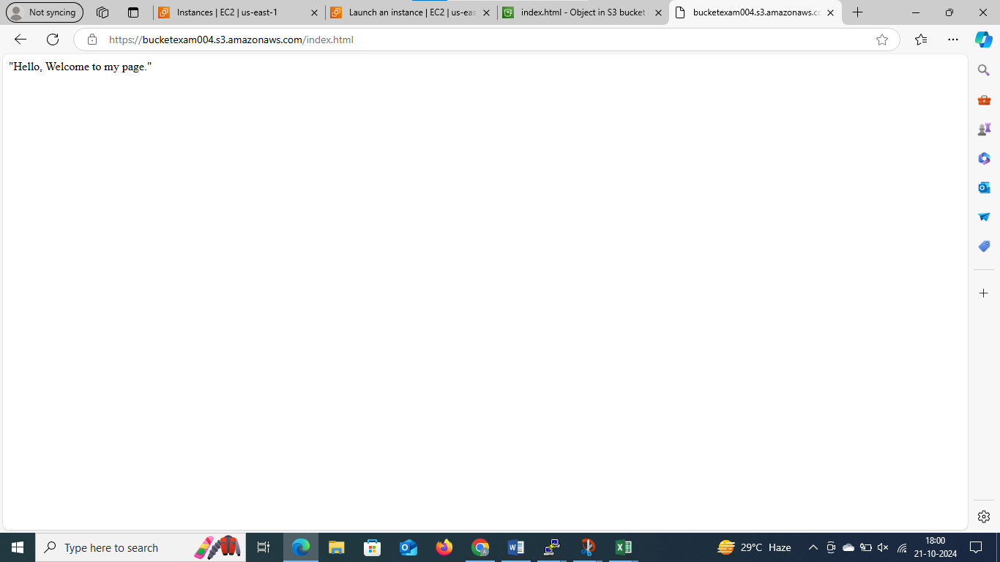 Not syncing
Instances | EC2 | us-east-1
Launch an instance | EC2 | us-eas
index.html - Object in S3 bucket
bucketexam004.s3.amazonaws.co
https://bucketexam004.s3.amazonaws.com/index.html
"Hello, Welcome to my page."
Type here to search
29°C Haze
18:00
21-10-2024